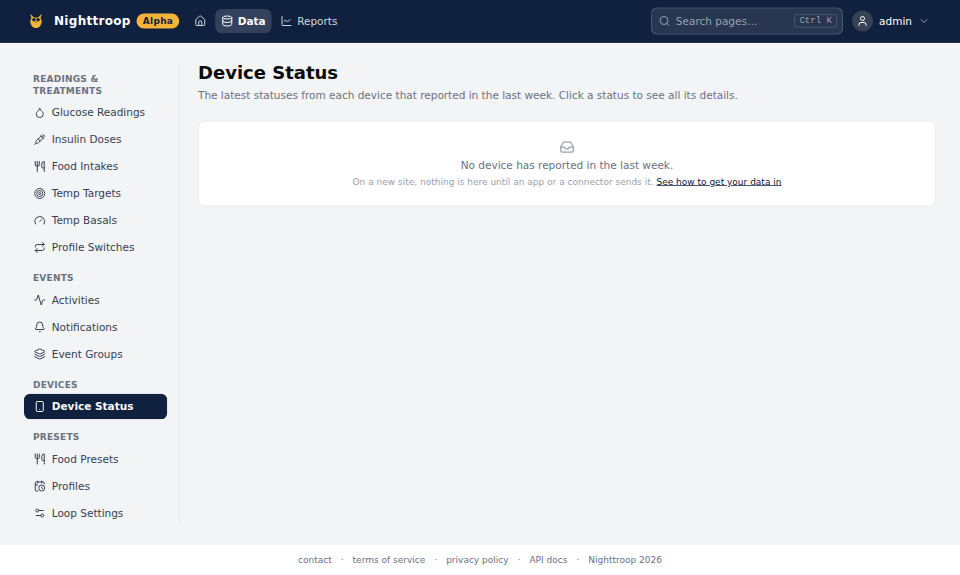 Nighttroop Alpha Data Reports Search pages... Ctrl K admin
READINGS &
TREATMENTS
Glucose Readings
Insulin Doses
Food Intakes
Temp Targets
Temp Basals
Profile Switches
EVENTS
Activities
Notifications
Event Groups
DEVICES
Device Status
PRESETS
Food Presets
Profiles
Loop Settings
Device Status
The latest statuses from each device that reported in the last week. Click a status to see all its details.
No device has reported in the last week.
On a new site, nothing is here until an app or a connector sends it. See how to get your data in
contact · terms of service · privacy policy · API docs · Nighttroop 2026